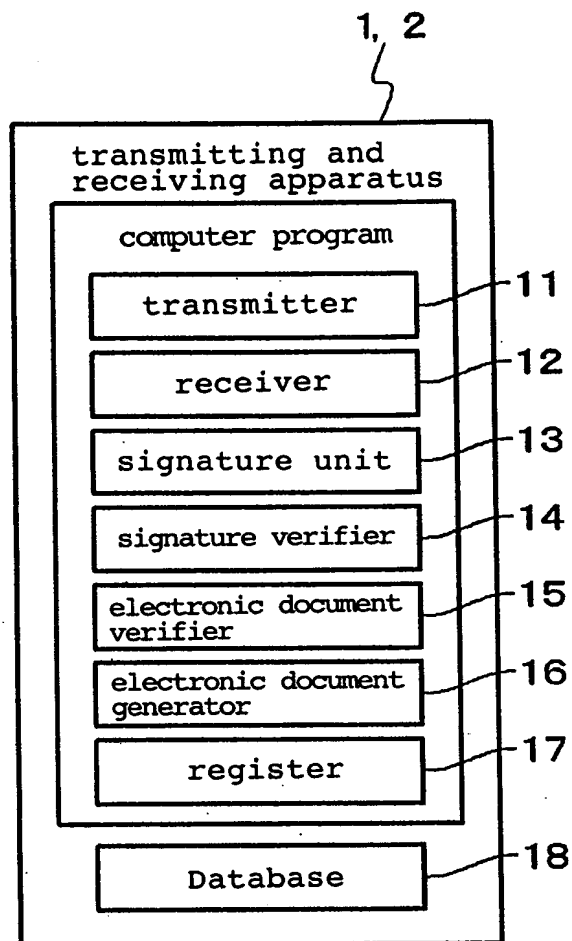 1, 2
transmitting and
receiving apparatus
computer program
transmitter
11
receiver
12
signature unit
13
signature verifier
14
electronic document
verifier
15
electronic document
generator
16
register
17
Database
18